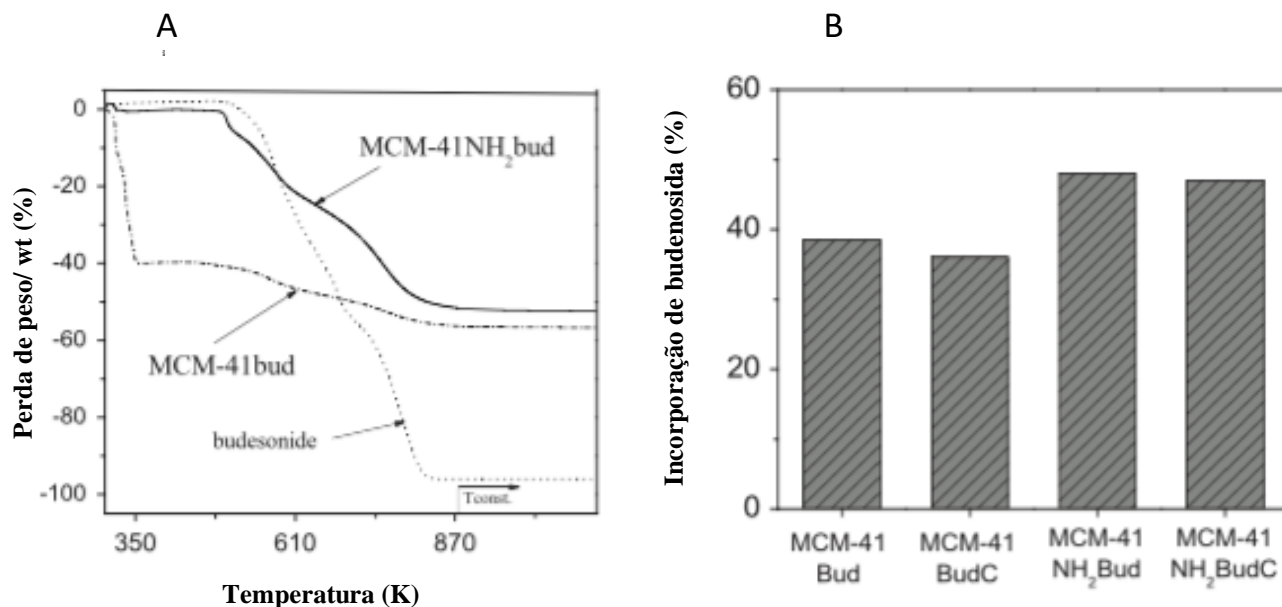 A
B
Perda de peso/ wt (%)
0
-20
-40
-60
-80
-100
MCM-41NH₂bud
MCM-41bud
budesonide
Tconst.
350
610
870
Temperatura (K)
Incorporação de budenosida (%)
60
40
20
0
MCM-41
Bud
MCM-41
BudC
MCM-41
NH₂Bud
MCM-41
NH₂BudC